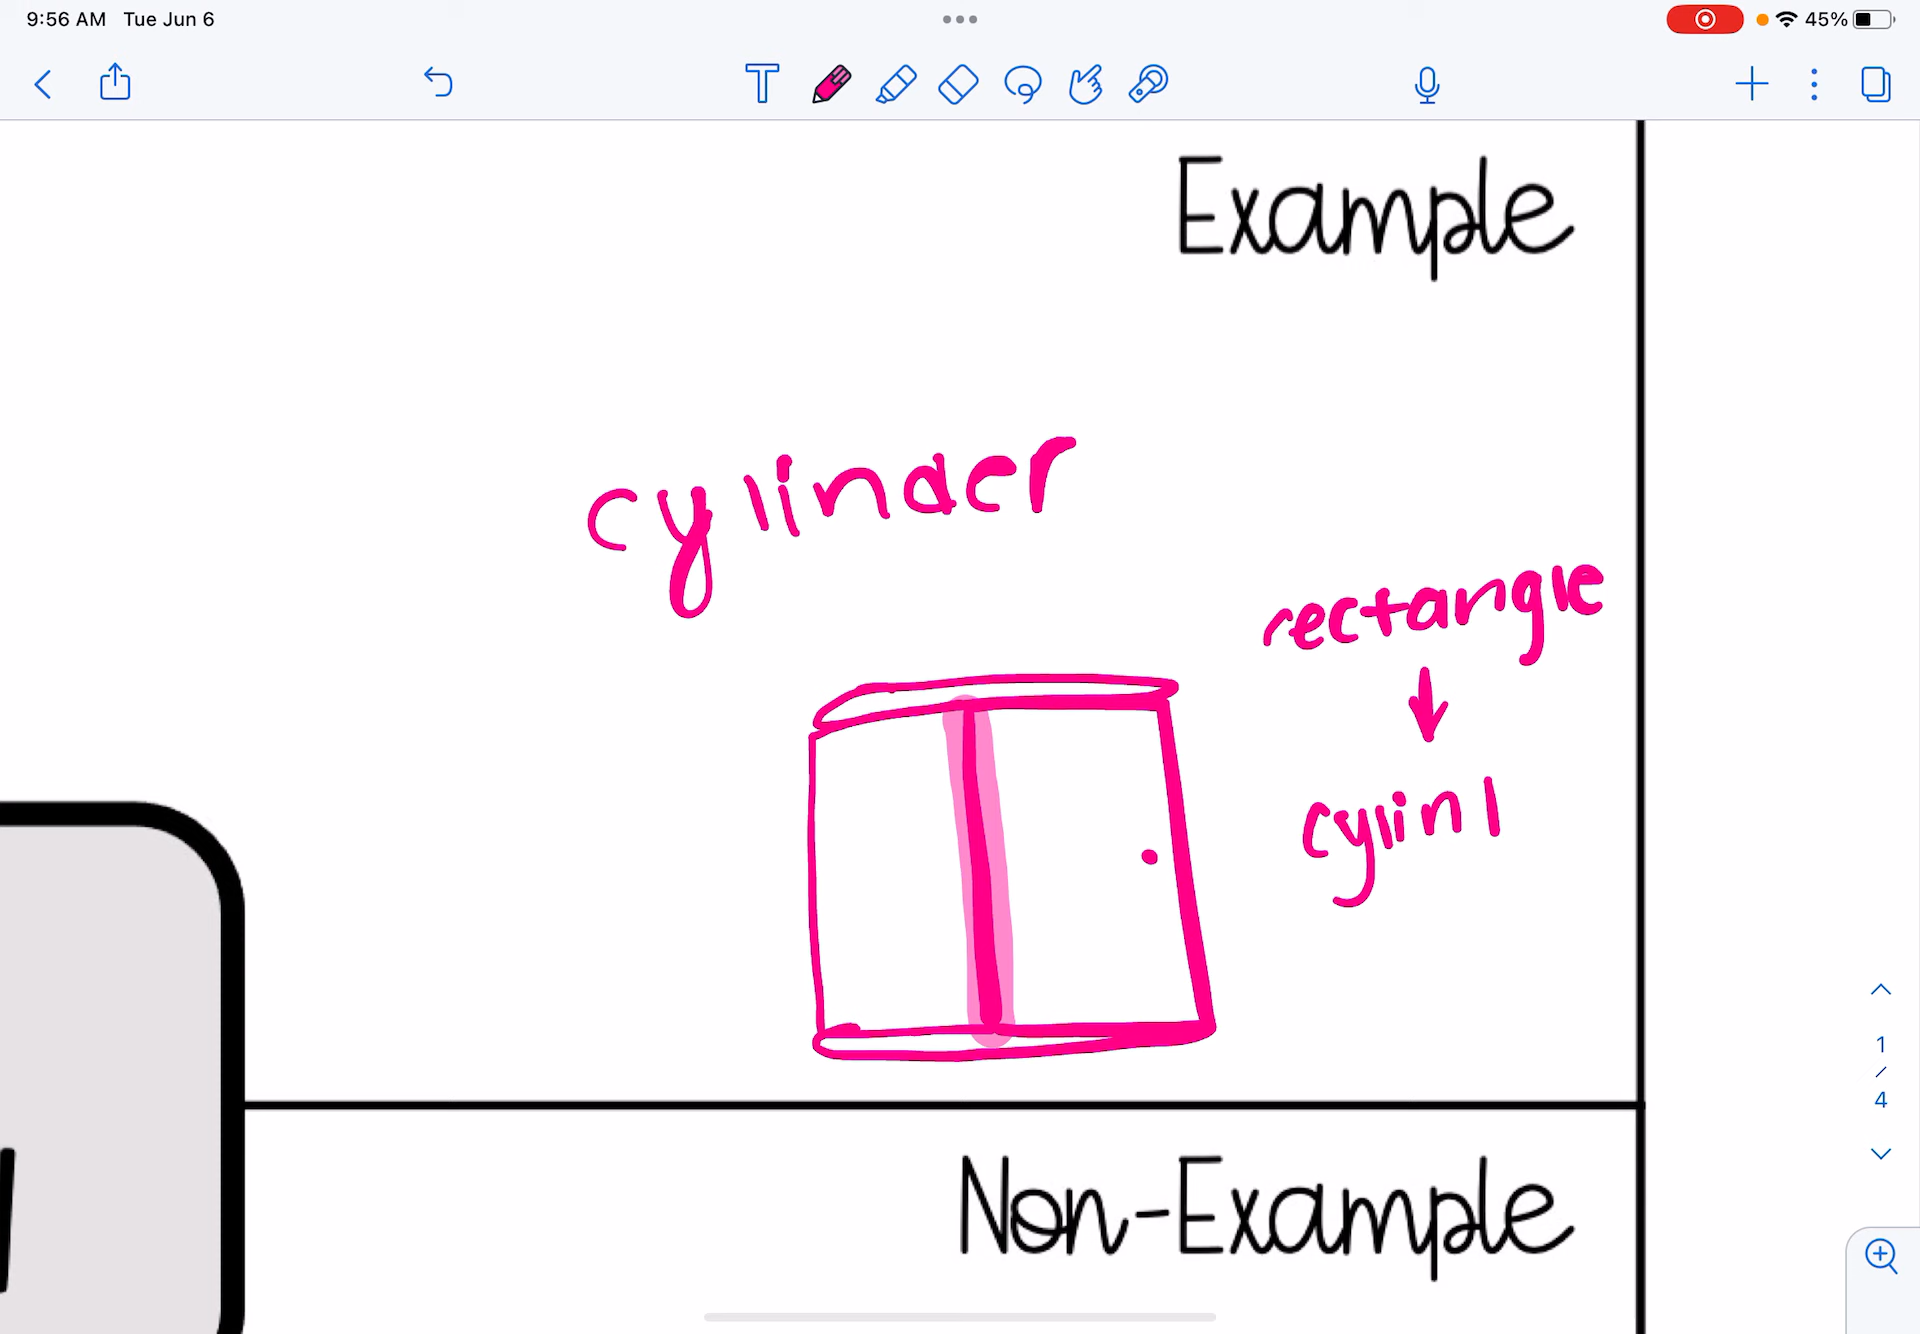 9:56 AM Tue Jun 6
45%
Example
cylinder
rectangle
cylinl
1
/
4
Non-Example